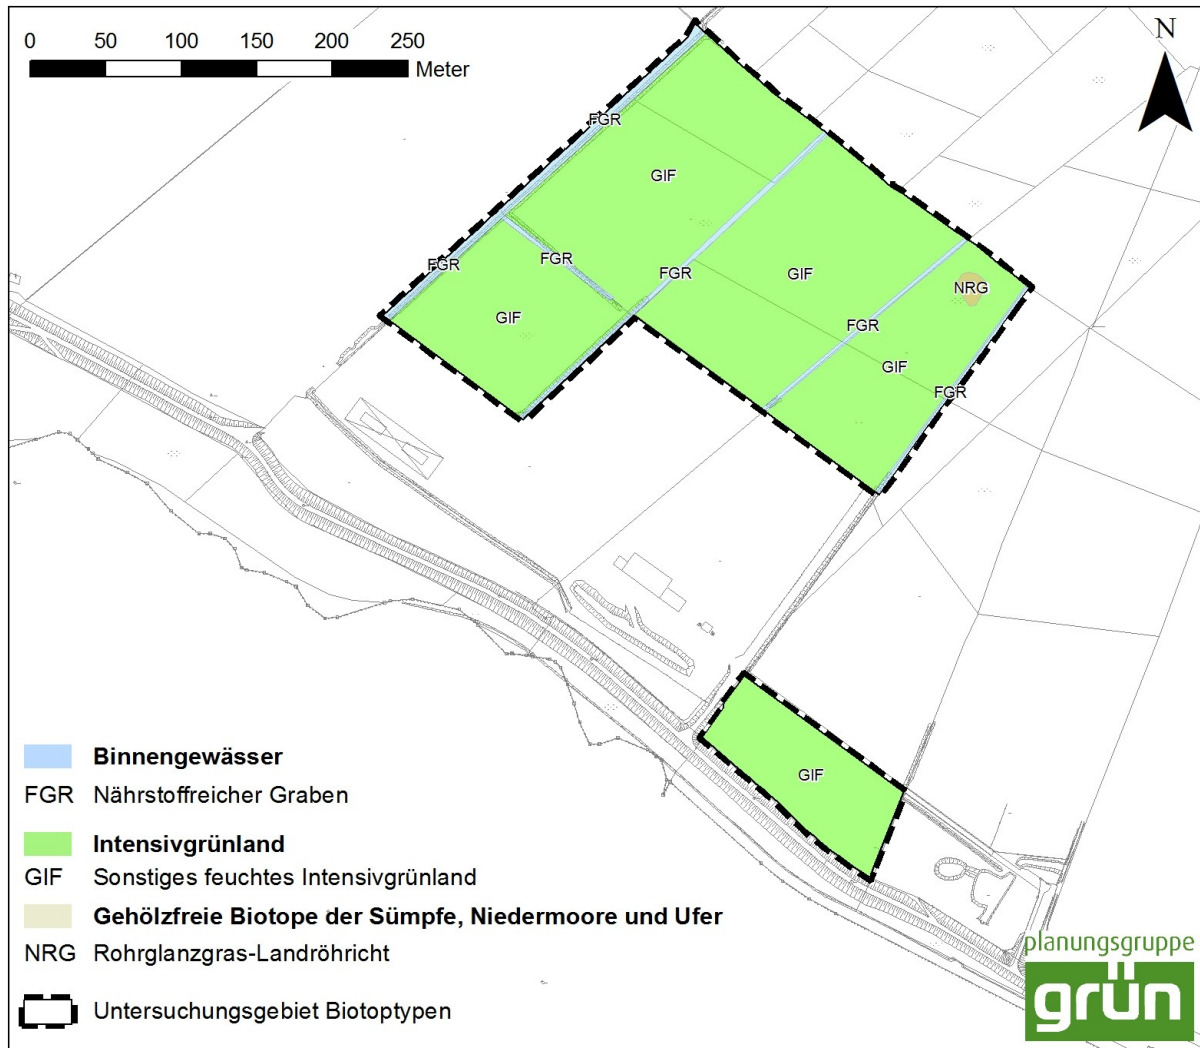 0 50 100 150 200 250
Meter
N
FGR
GIF
FGR
FGR
FGR
GIF
NRG
GIF
FGR
GIF
FGR
GIF
Binnengewässer
FGR Nährstoffreicher Graben
Intensivgrünland
GIF Sonstiges feuchtes Intensivgrünland
Gehölzfreie Biotope der Sümpfe, Niedermoore und Ufer
NRG Rohrglanzgras-Landröhricht
Untersuchungsgebiet Biotoptypen
planungsgruppe
grün